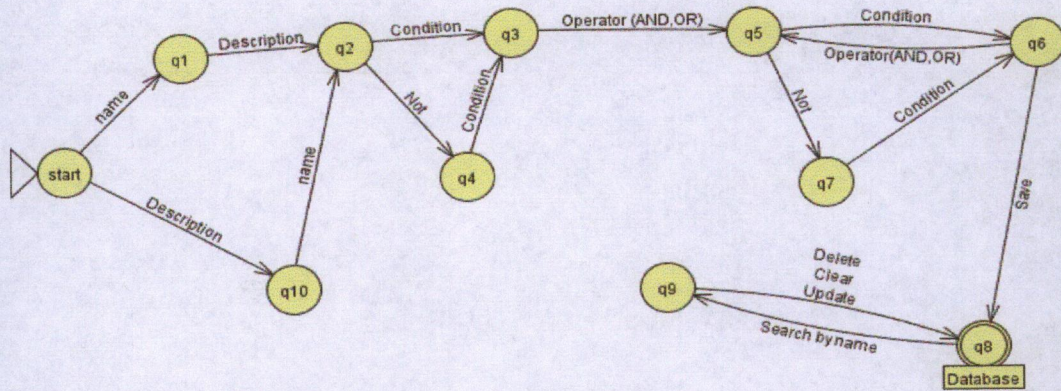 name
Description
q1
q2
Condition
q3
Operator (AND,OR)
q5
Condition
q6
Operator(AND,OR)
start
Not
Condition
q4
Not
Condition
q7
name
Description
q10
Save
q9
Delete
Clear
Update
Search by name
q8
Database